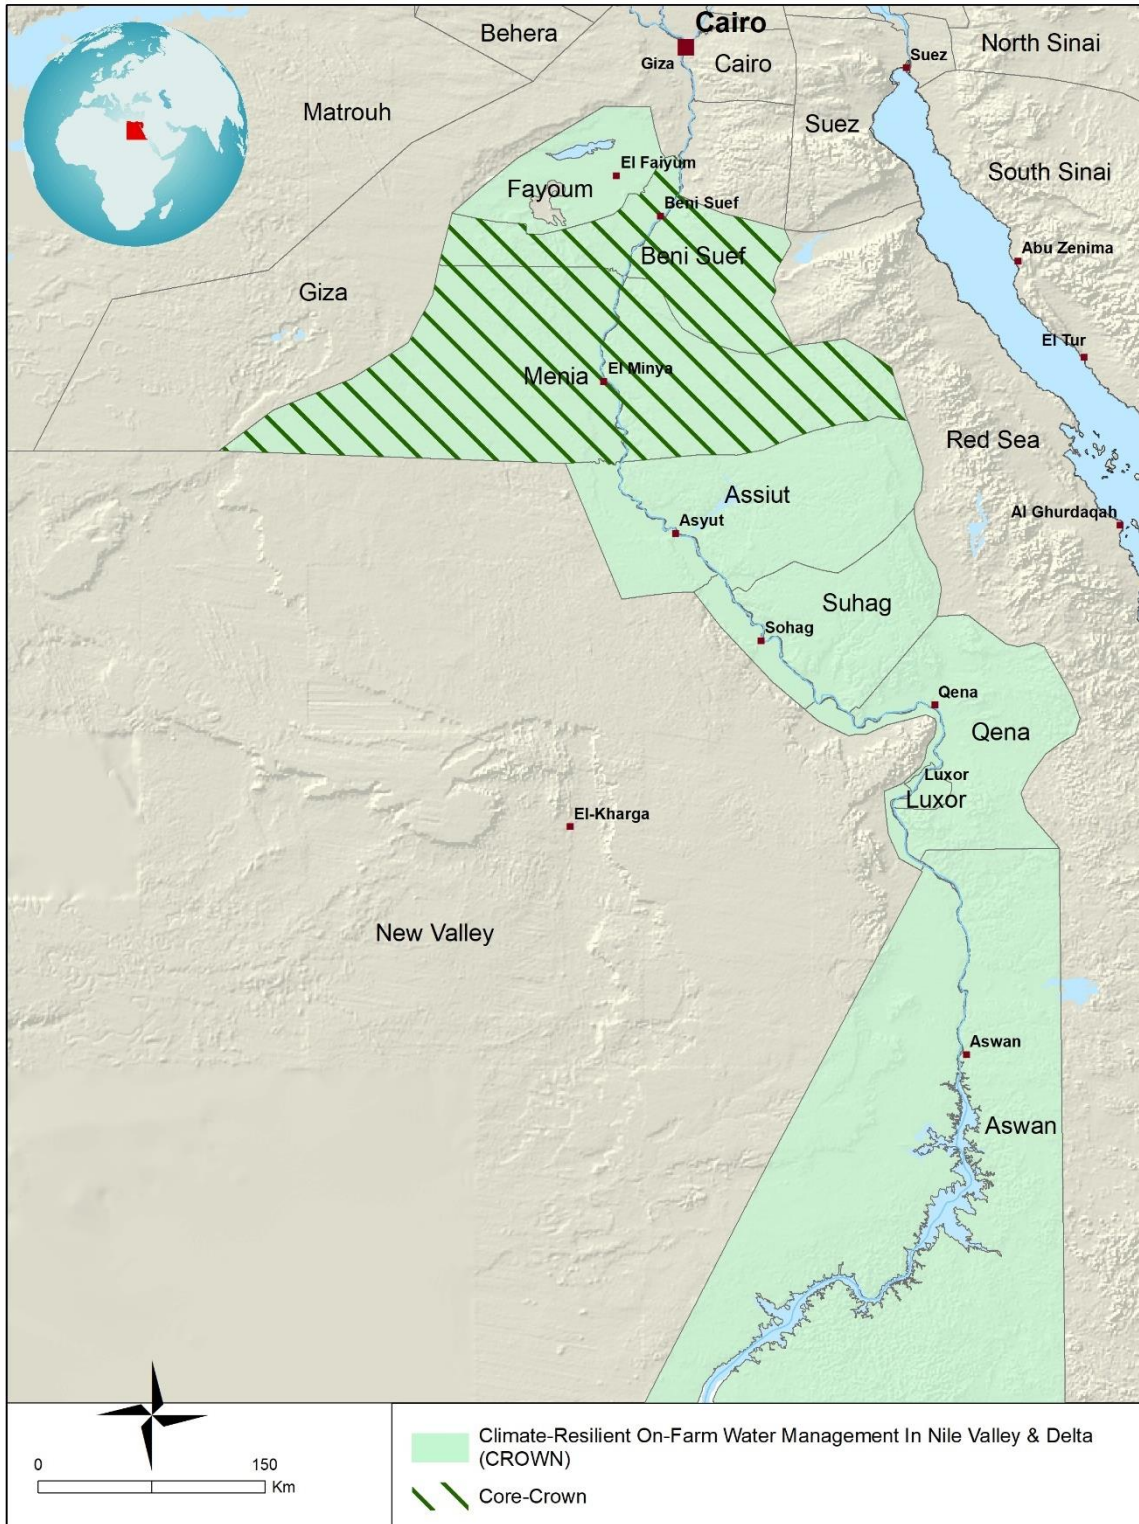 Cairo
Behera
North Sinai
Giza
Cairo
Suez
Matrouh
Suez
South Sinai
El Faiyum
Fayoum
Beni Suef
Beni Suef
Abu Zenima
Giza
El Tur
Menia
El Minya
Red Sea
Assiut
Al Ghurdaqah
Asyut
Suhag
Sohag
Qena
Qena
Luxor
Luxor
El-Kharga
New Valley
Aswan
Aswan
0 150
Km
Climate-Resilient On-Farm Water Management In Nile Valley & Delta
(CROWN)
Core-Crown